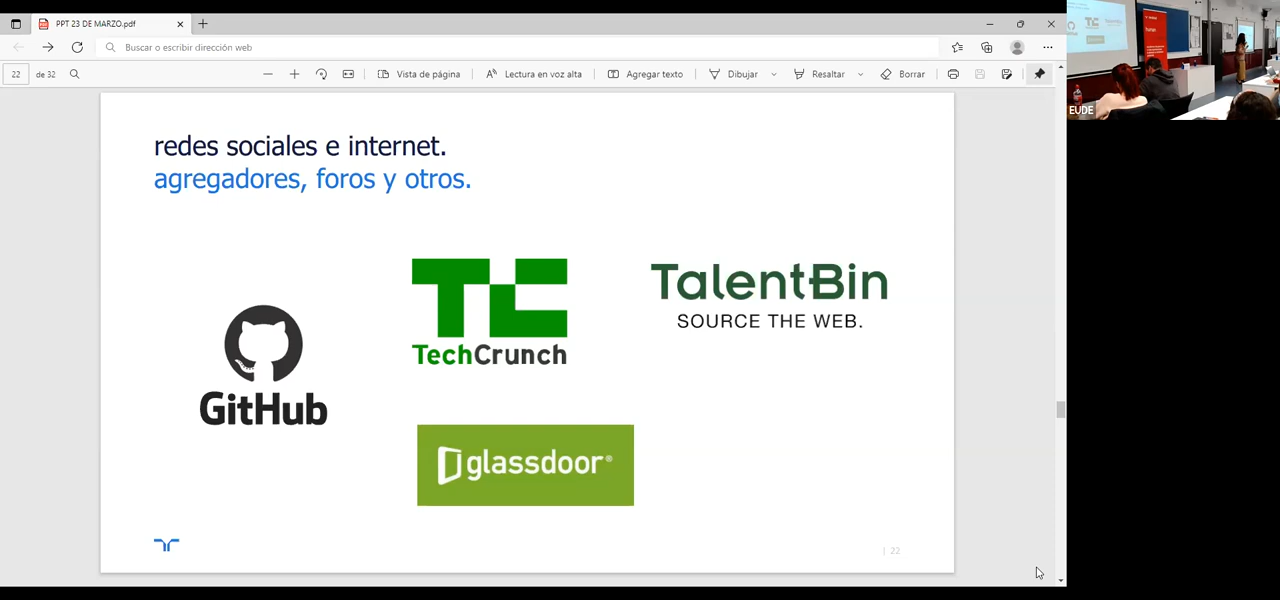 PPT 23 DE MARZO.pdf
Buscar o escribir dirección web
22 de 32
Vista de página
Lectura en voz alta
Agregar texto
Dibujar
Resaltar
Borrar
redes sociales e internet.
agregadores, foros y otros.
TC
TechCrunch
TalentBin
SOURCE THE WEB.
GitHub
glassdoor®
| 22
EUDE